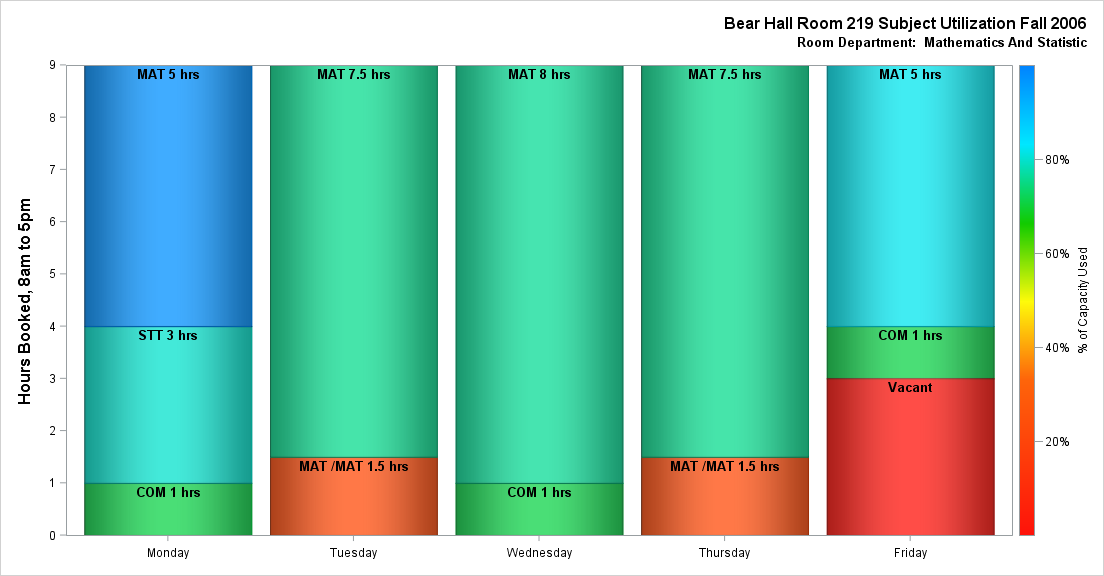 Bear Hall Room 219 Subject Utilization Fall 2006
Room Department:  Mathematics And Statistic
Hours Booked, 8am to 5pm
9
8
7
6
5
4
3
2
1
0
MAT 5 hrs
STT 3 hrs
COM 1 hrs
MAT 7.5 hrs
MAT /MAT 1.5 hrs
MAT 8 hrs
COM 1 hrs
MAT 7.5 hrs
MAT /MAT 1.5 hrs
MAT 5 hrs
COM 1 hrs
Vacant
Monday
Tuesday
Wednesday
Thursday
Friday
80%
60%
40%
20%
% of Capacity Used